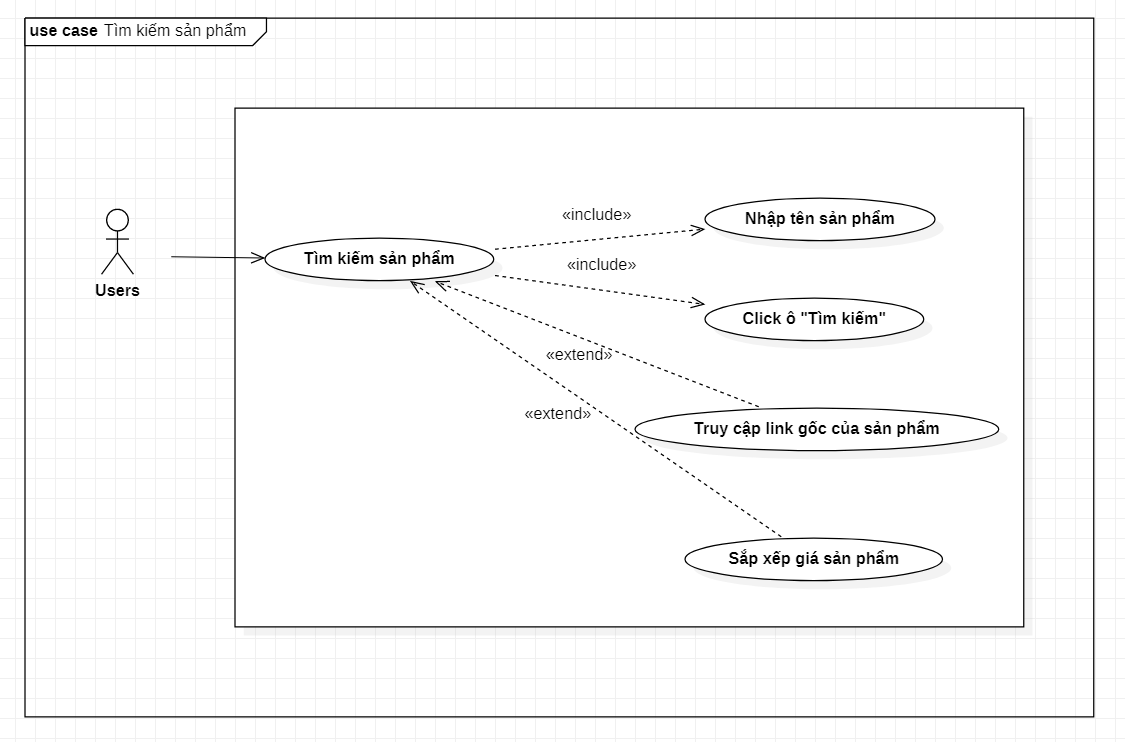 use case Tìm kiếm sản phẩm
«include»
Nhập tên sản phẩm
Tìm kiếm sản phẩm
«include»
Users
Click ô "Tìm kiếm"
«extend»
«extend»
Truy cập link gốc của sản phẩm
Sắp xếp giá sản phẩm